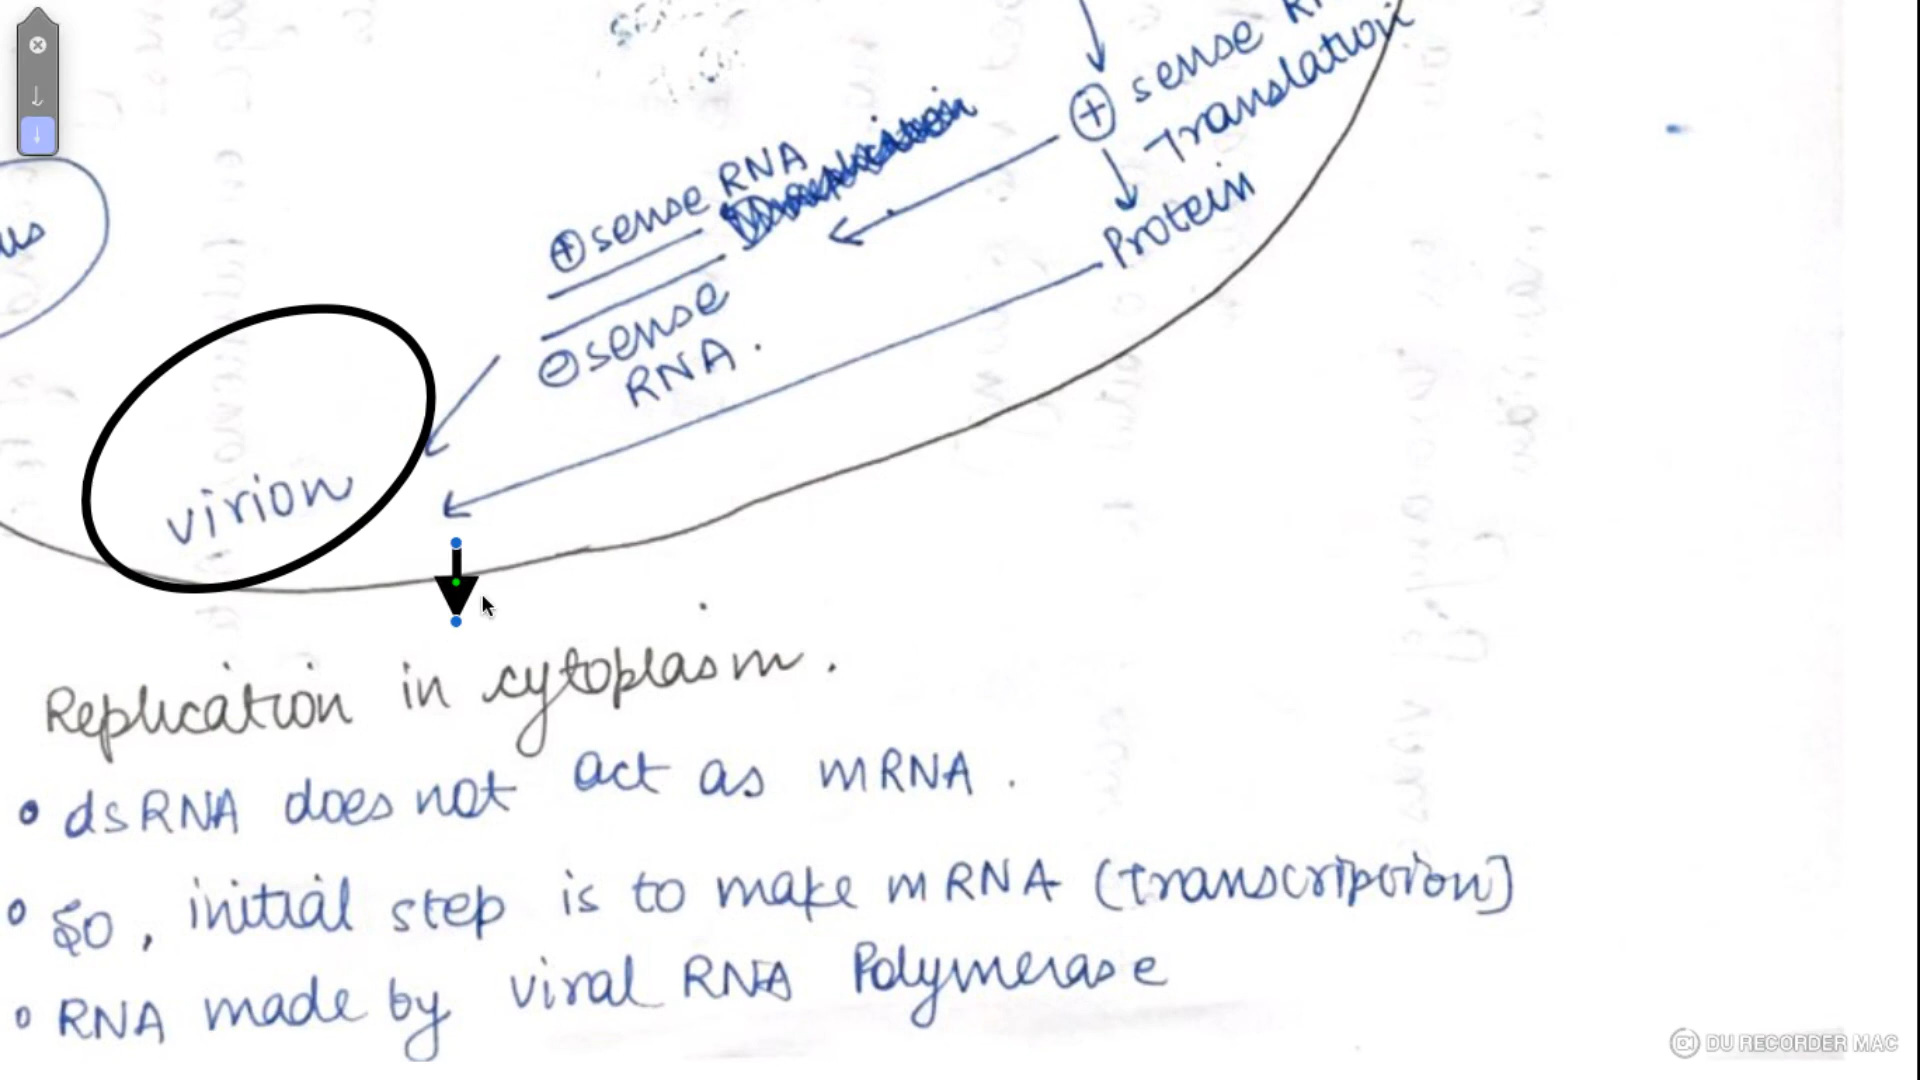 ⊕ sense
Translation
Protein
⊕ sense RNA
⊖ sense
RNA.
us
virion
Replication in cytoplasm.
• dsRNA does not act as mRNA.
• So, initial step is to make mRNA (transcription)
• RNA made by viral RNA Polymerase
DU RECORDER MAC